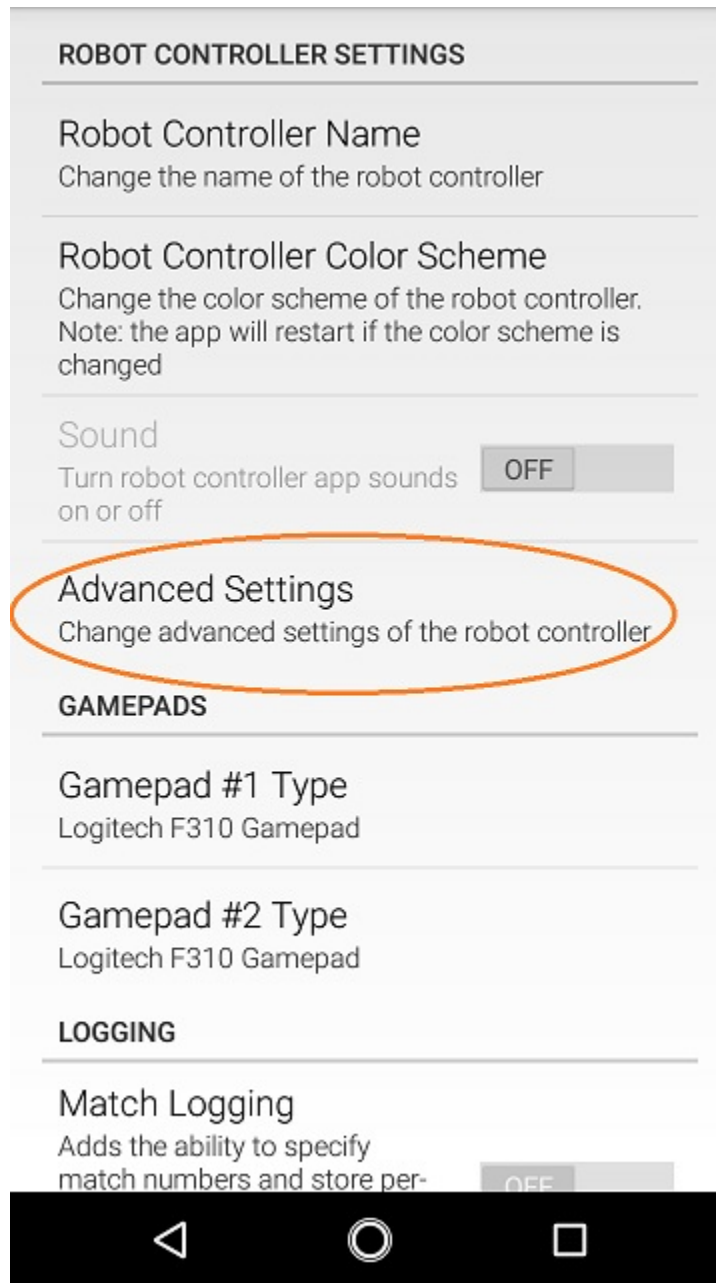 ROBOT CONTROLLER SETTINGS
Robot Controller Name
Change the name of the robot controller
Robot Controller Color Scheme
Change the color scheme of the robot controller.
Note: the app will restart if the color scheme is
changed
Sound
Turn robot controller app sounds
on or off
OFF
Advanced Settings
Change advanced settings of the robot controller
GAMEPADS
Gamepad #1 Type
Logitech F310 Gamepad
Gamepad #2 Type
Logitech F310 Gamepad
LOGGING
Match Logging
Adds the ability to specify
match numbers and store per-
OFF